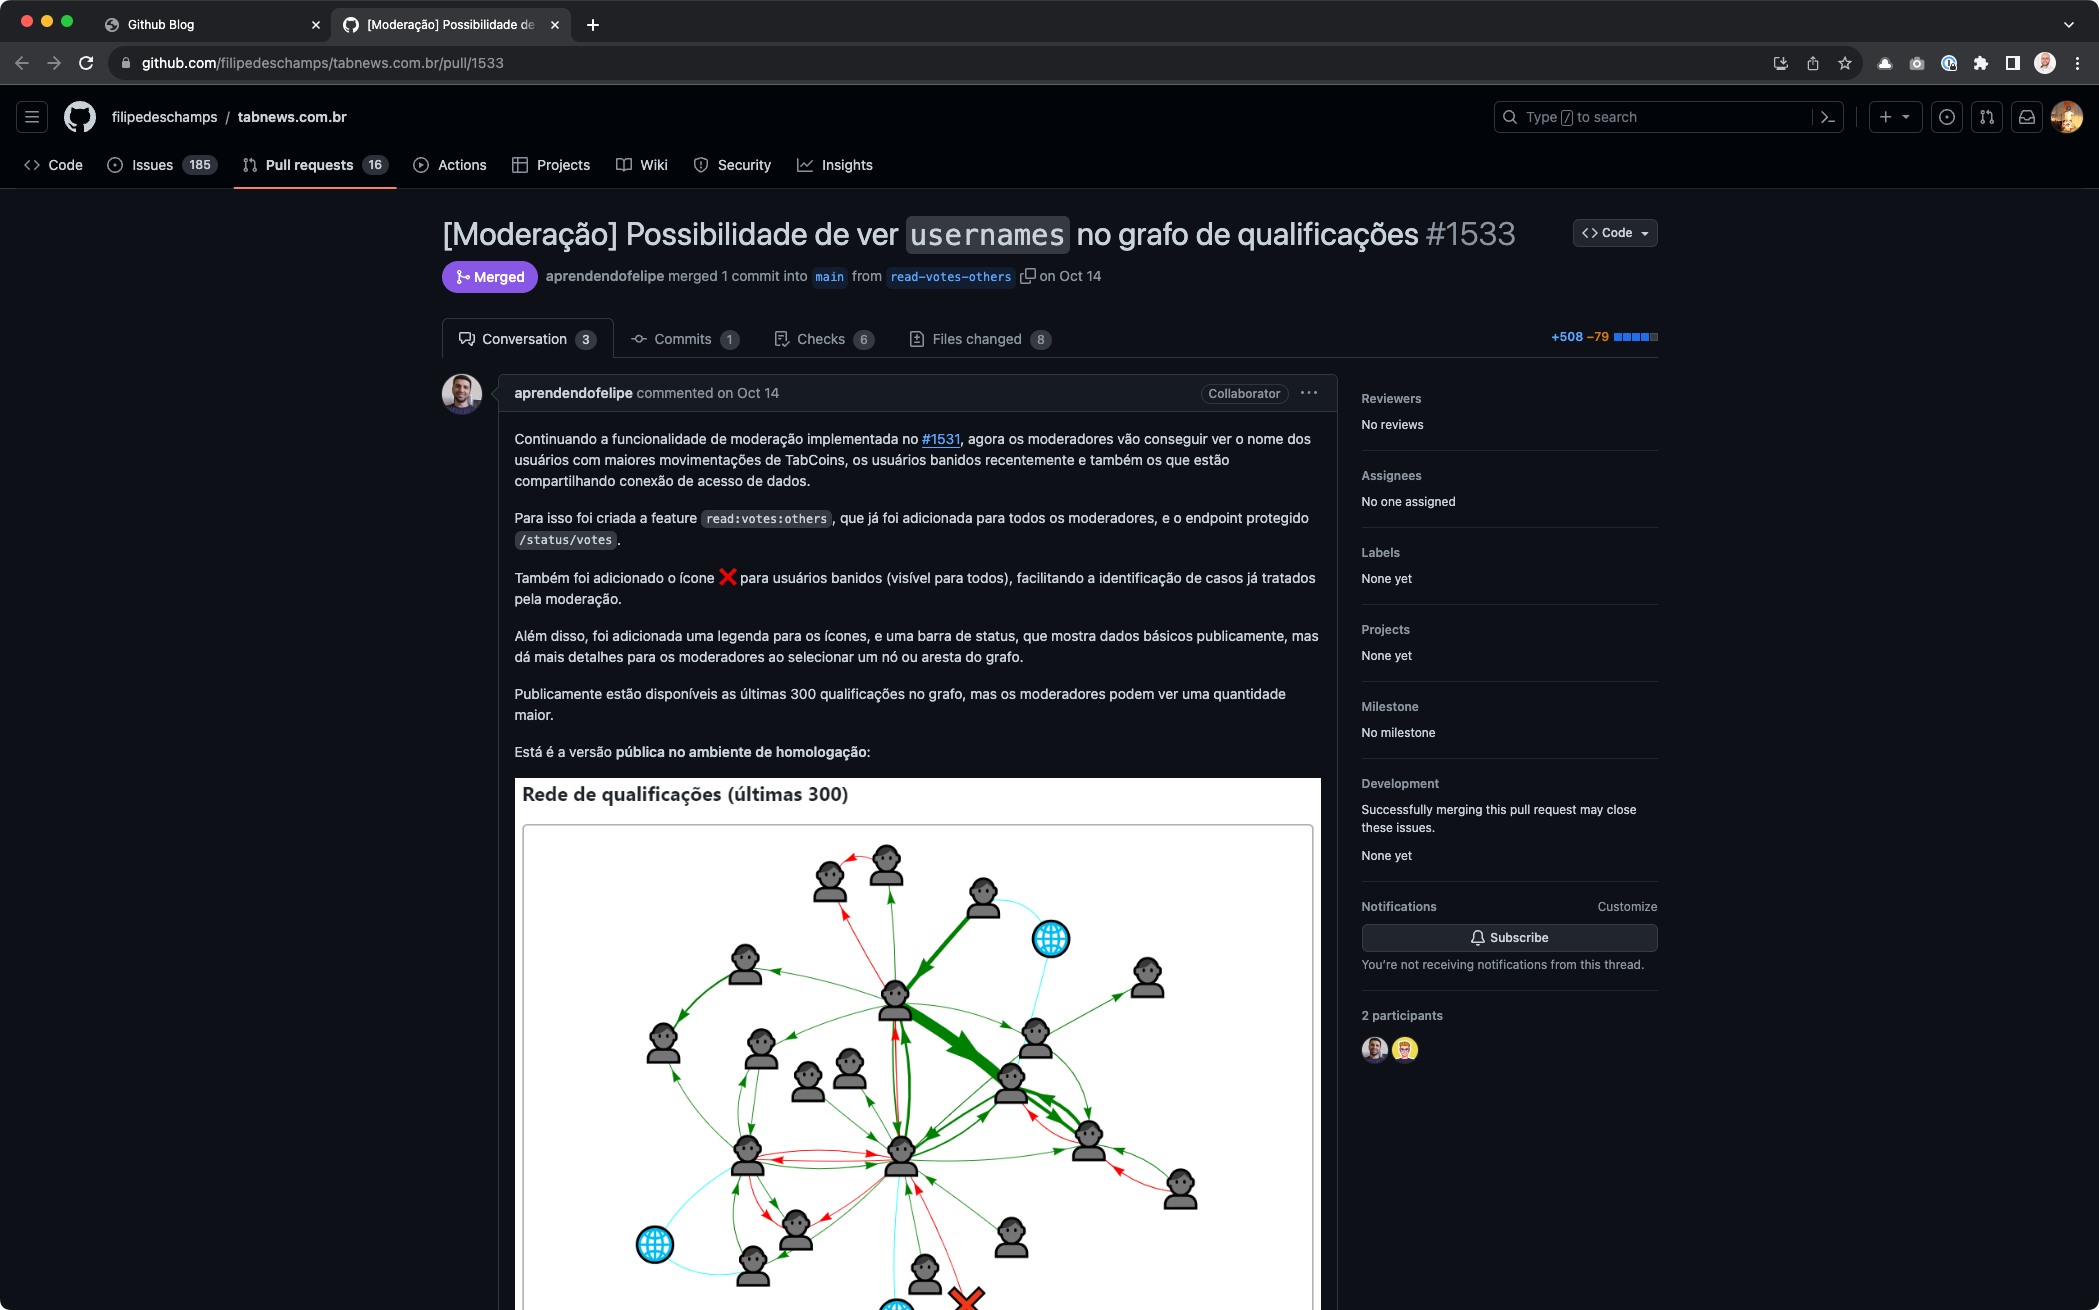 Github Blog
[Moderação] Possibilidade de
github.com/filipedeschamps/tabnews.com.br/pull/1533
filipedeschamps / tabnews.com.br
Type / to search
Code
Issues 185
Pull requests 16
Actions
Projects
Wiki
Security
Insights
[Moderação] Possibilidade de ver usernames no grafo de qualificações #1533
Code
Merged
aprendendofelipe merged 1 commit into main from read-votes-others on Oct 14
Conversation 3
Commits 1
Checks 6
Files changed 8
+508 −79
aprendendofelipe commented on Oct 14
Collaborator
Continuando a funcionalidade de moderação implementada no #1531, agora os moderadores vão conseguir ver o nome dos
usuários com maiores movimentações de TabCoins, os usuários banidos recentemente e também os que estão
compartilhando conexão de acesso de dados.
Para isso foi criada a feature read:votes:others, que já foi adicionada para todos os moderadores, e o endpoint protegido
/status/votes.
Também foi adicionado o ícone ❌ para usuários banidos (visível para todos), facilitando a identificação de casos já tratados
pela moderação.
Além disso, foi adicionada uma legenda para os ícones, e uma barra de status, que mostra dados básicos publicamente, mas
dá mais detalhes para os moderadores ao selecionar um nó ou aresta do grafo.
Publicamente estão disponíveis as últimas 300 qualificações no grafo, mas os moderadores podem ver uma quantidade
maior.
Está é a versão pública no ambiente de homologação:
Rede de qualificações (últimas 300)
Reviewers
No reviews
Assignees
No one assigned
Labels
None yet
Projects
None yet
Milestone
No milestone
Development
Successfully merging this pull request may close
these issues.
None yet
Notifications
Customize
Subscribe
You're not receiving notifications from this thread.
2 participants